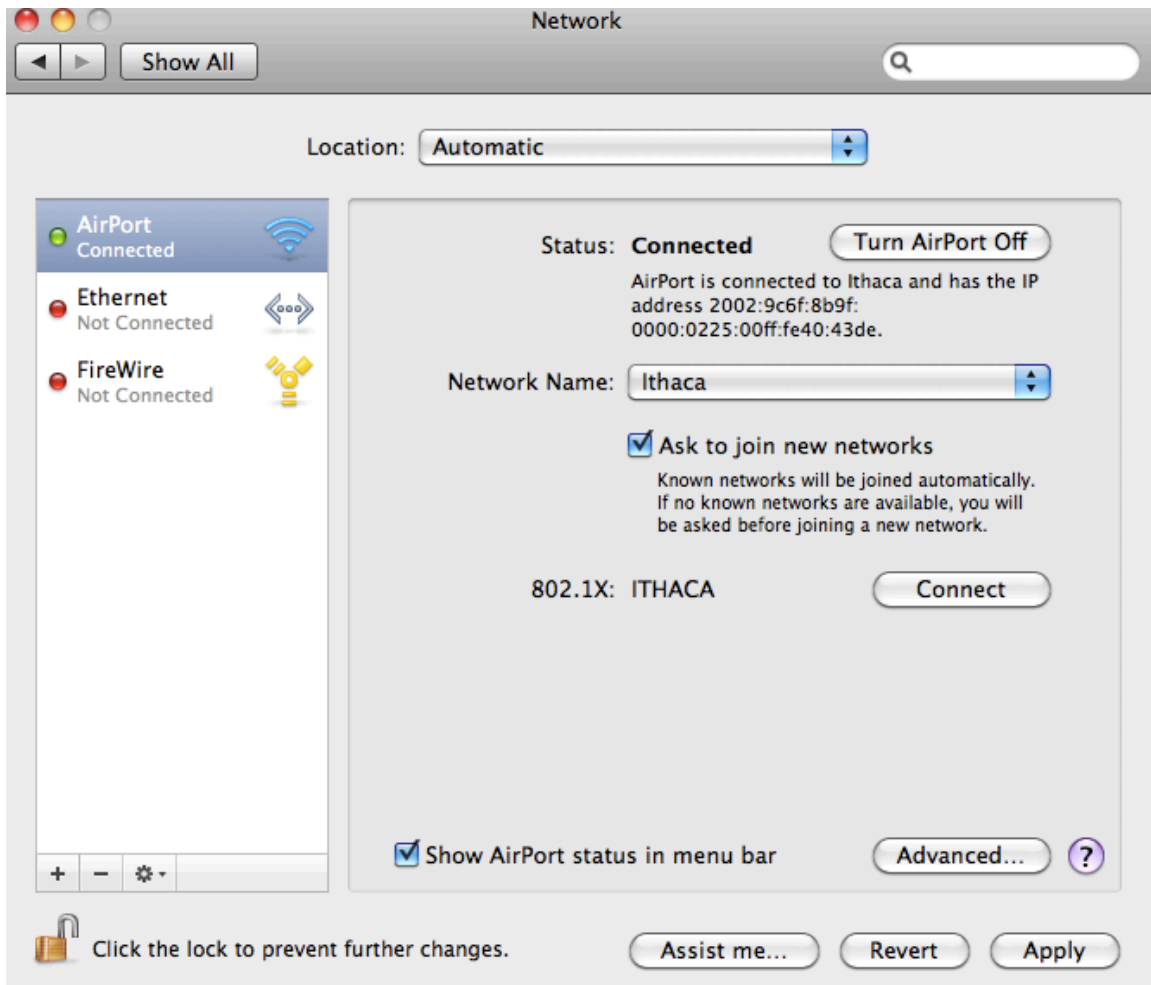 Network
Show All
Location: Automatic
AirPort
Connected
Ethernet
Not Connected
FireWire
Not Connected
Status: Connected
Turn AirPort Off
AirPort is connected to Ithaca and has the IP
address 2002:9c6f:8b9f:
0000:0225:00ff:fe40:43de.
Network Name: Ithaca
Ask to join new networks
Known networks will be joined automatically.
If no known networks are available, you will
be asked before joining a new network.
802.1X: ITHACA
Connect
Show AirPort status in menu bar
Advanced...
?
Click the lock to prevent further changes.
Assist me...
Revert
Apply